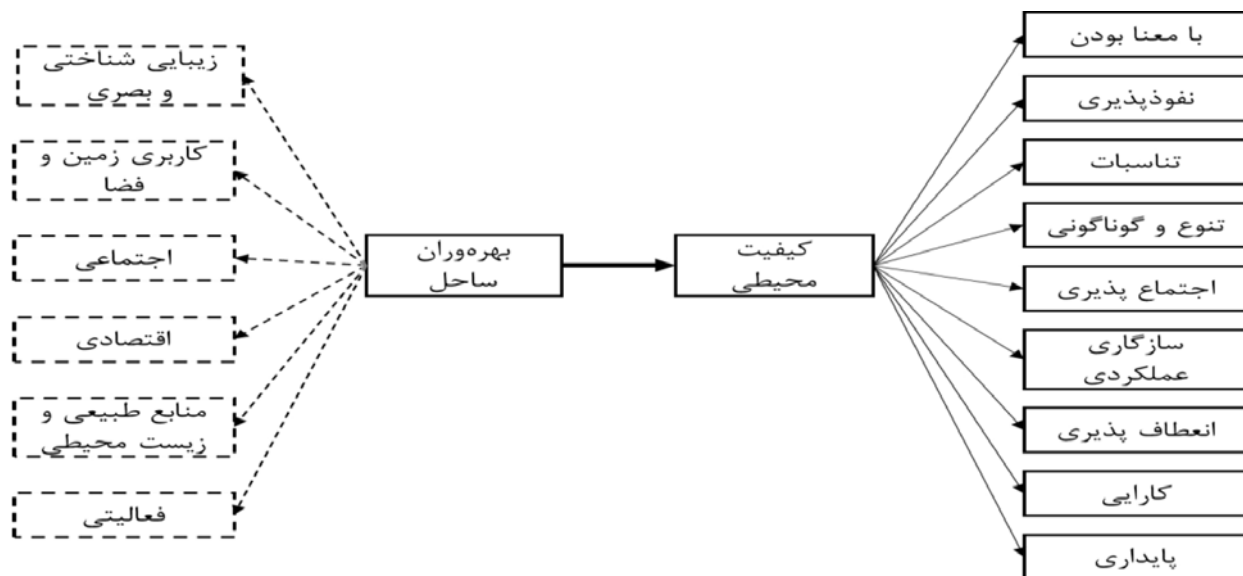 با معنا بودن
نفوذپذیری
تناسبات
تنوع و گوناگونی
اجتماع پذیری
سازگاری
عملکردی
انعطاف پذیری
کارایی
پایداری
کیفیت
محیطی
بهره‌وران
ساحل
زیبایی شناختی
و بصری
کاربری زمین و
فضا
اجتماعی
اقتصادی
منابع طبیعی و
زیست محیطی
فعالیتی